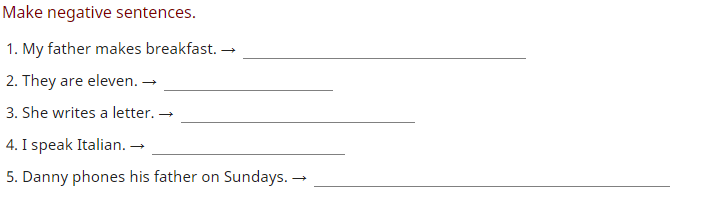 Make negative sentences.
1. My father makes breakfast. →
2. They are eleven. →
3. She writes a letter. →
4. I speak Italian. →
5. Danny phones his father on Sundays. →